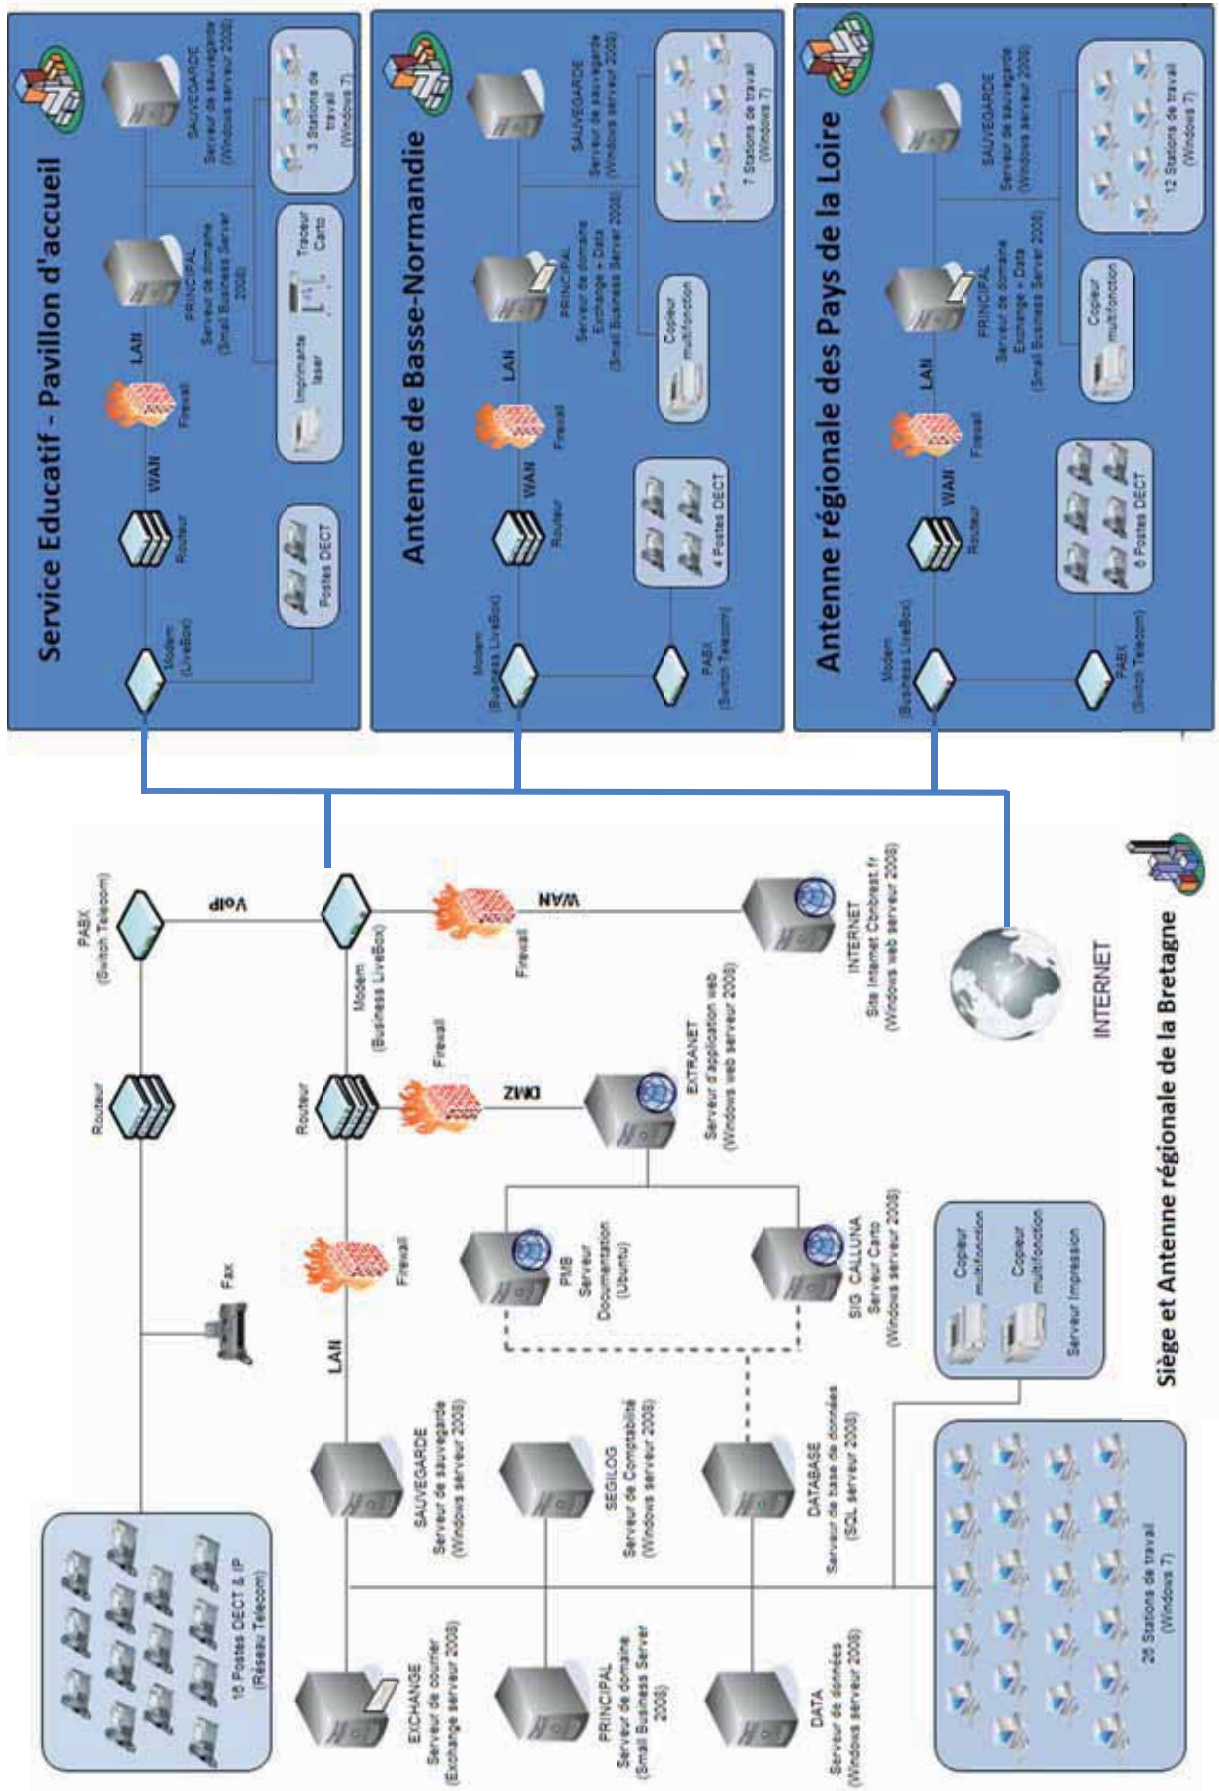 Service Educatif - Pavillon d'accueil
Modem
(LiveBox)
Routeur
WAN
Firewall
LAN
PRINCIPAL
Serveur de domaine
(Small Business Server
2008)
SAUVEGARDE
Serveur de sauvegarde
(Windows serveur 2008)
Postes DECT
Imprimante
laser
Traceur
Carto
3 Stations de
travail
(Windows 7)
Antenne de Basse-Normandie
Modem
(Business LiveBox)
Routeur
WAN
Firewall
LAN
PRINCIPAL
Serveur de domaine
Exchange + Data
(Small Business Server 2008)
SAUVEGARDE
Serveur de sauvegarde
(Windows serveur 2008)
PABX
(Switch Telecom)
4 Postes DECT
Copieur
multifonction
7 Stations de travail
(Windows 7)
Antenne régionale des Pays de la Loire
Modem
(Business LiveBox)
Routeur
WAN
Firewall
LAN
PRINCIPAL
Serveur de domaine
Exchange + Data
(Small Business Server 2008)
SAUVEGARDE
Serveur de sauvegarde
(Windows serveur 2008)
PABX
(Switch Telecom)
6 Postes DECT
Copieur
multifonction
12 Stations de travail
(Windows 7)
16 Postes DECT & IP
(Réseau Telecom)
Fax
Routeur
PABX
(Switch Telecom)
VoIP
EXCHANGE
Serveur de courrier
(Exchange serveur 2008)
SAUVEGARDE
Serveur de sauvegarde
(Windows serveur 2008)
LAN
Firewall
Routeur
Modem
(Business LiveBox)
Firewall
DMZ
Firewall
WAN
PRINCIPAL
Serveur de domaine
(Small Business Server
2008)
SEGILOG
Serveur de Comptabilité
(Windows serveur 2008)
PMB
Serveur
Documentation
(Ubuntu)
EXTRANET
Serveur d'application web
(Windows web serveur 2008)
INTERNET
Site Internet Cbnbrest.fr
(Windows web serveur 2008)
DATA
Serveur de données
(Windows serveur 2008)
DATABASE
Serveur de base de données
(SQL serveur 2008)
SIG CALLUNA
Serveur Carto
(Windows serveur 2008)
26 Stations de travail
(Windows 7)
Copieur
multifonction
Copieur
multifonction
Serveur Impression
INTERNET
Siège et Antenne régionale de la Bretagne